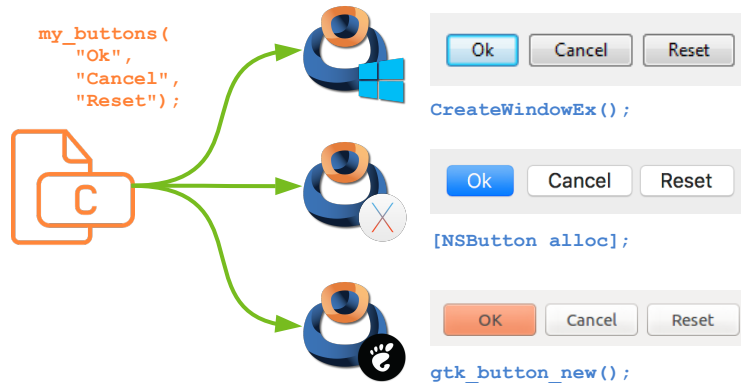 my_buttons(
"Ok",
"Cancel",
"Reset");
C
Ok Cancel Reset
CreateWindowEx();
Ok Cancel Reset
[NSButton alloc];
OK Cancel Reset
gtk_button_new();